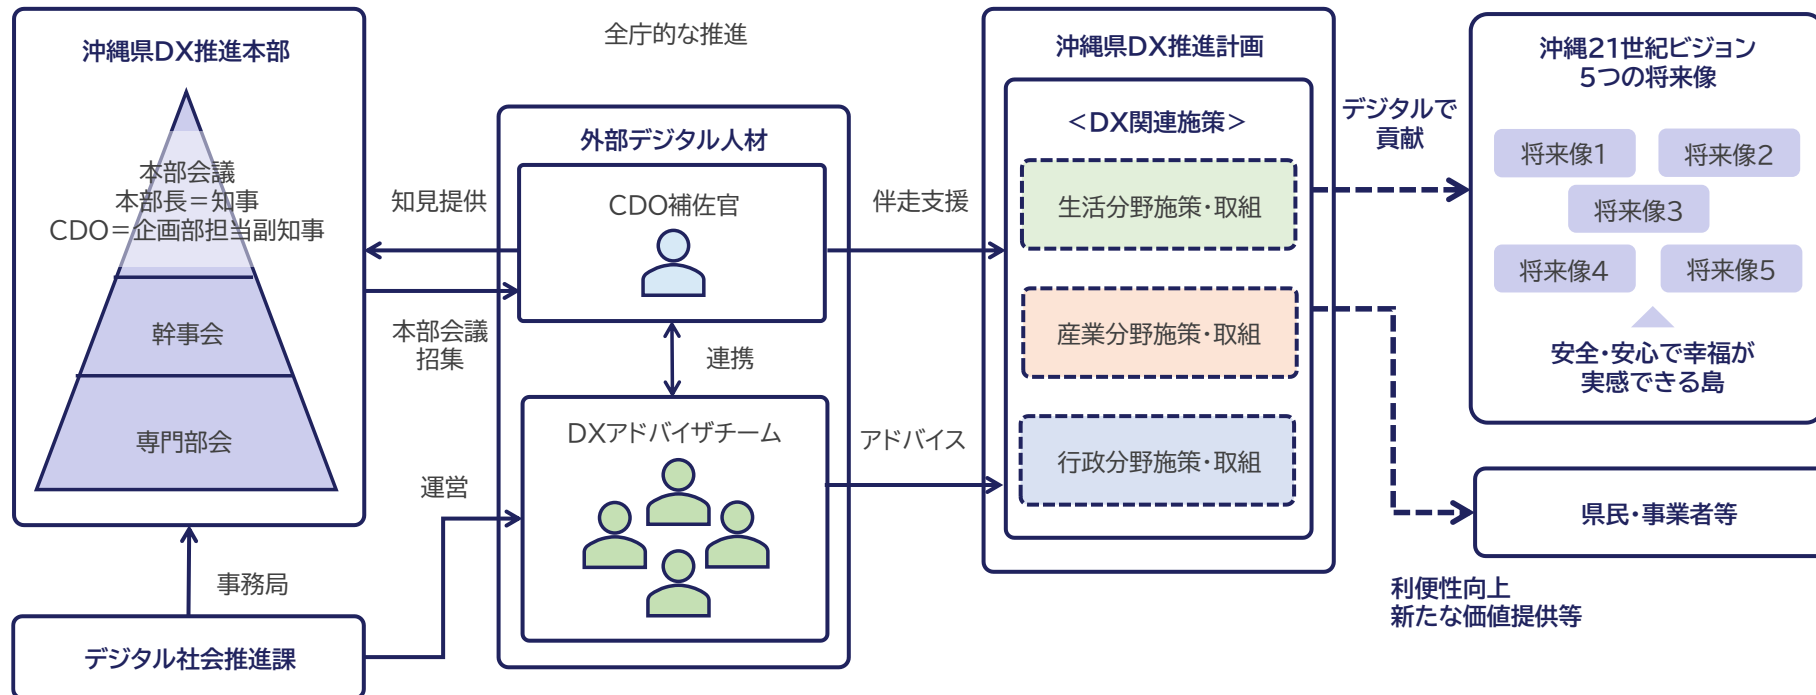 全庁的な推進
沖縄県DX推進本部
本部会議
本部長＝知事
CDO＝企画部担当副知事
幹事会
専門部会
事務局
デジタル社会推進課
知見提供
本部会議
招集
運営
外部デジタル人材
CDO補佐官
連携
DXアドバイザチーム
伴走支援
アドバイス
沖縄県DX推進計画
＜DX関連施策＞
生活分野施策・取組
産業分野施策・取組
行政分野施策・取組
デジタルで
貢献
沖縄21世紀ビジョン
5つの将来像
将来像1
将来像2
将来像3
将来像4
将来像5
安全・安心で幸福が
実感できる島
県民・事業者等
利便性向上
新たな価値提供等